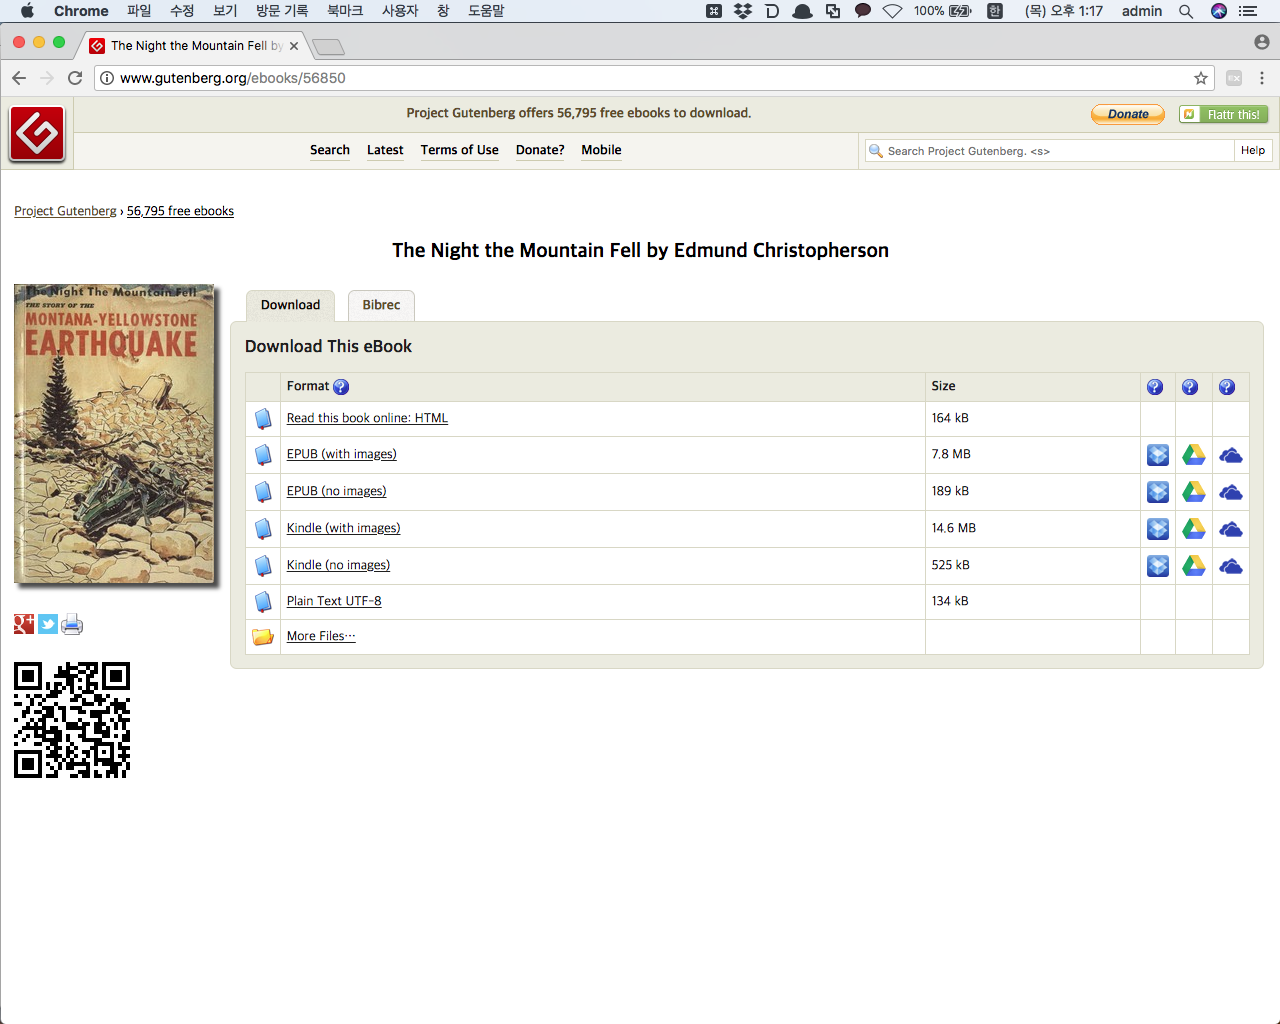 Chrome 파일 수정 보기 방문 기록 북마크 사용자 창 도움말 100% 한 (목) 오후 1:17 admin
The Night the Mountain Fell by
www.gutenberg.org/ebooks/56850
Project Gutenberg offers 56,795 free ebooks to download.
Donate
Flattr this!
Search Latest Terms of Use Donate? Mobile
Search Project Gutenberg. <s>
Help
Project Gutenberg › 56,795 free ebooks
The Night the Mountain Fell by Edmund Christopherson
The Night The Mountain Fell
THE STORY OF THE
MONTANA-YELLOWSTONE
EARTHQUAKE
Download Bibrec
Download This eBook
Format ? Size ? ? ?
Read this book online: HTML 164 kB
EPUB (with images) 7.8 MB
EPUB (no images) 189 kB
Kindle (with images) 14.6 MB
Kindle (no images) 525 kB
Plain Text UTF-8 134 kB
More Files…
g+